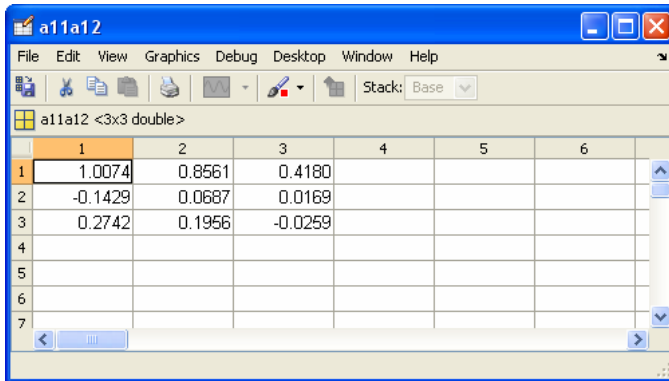 a11a12
File Edit View Graphics Debug Desktop Window Help
Stack: Base
a11a12 <3x3 double>
1 2 3 4 5 6
1 1.0074 0.8561 0.4180
2 -0.1429 0.0687 0.0169
3 0.2742 0.1956 -0.0259
4
5
6
7